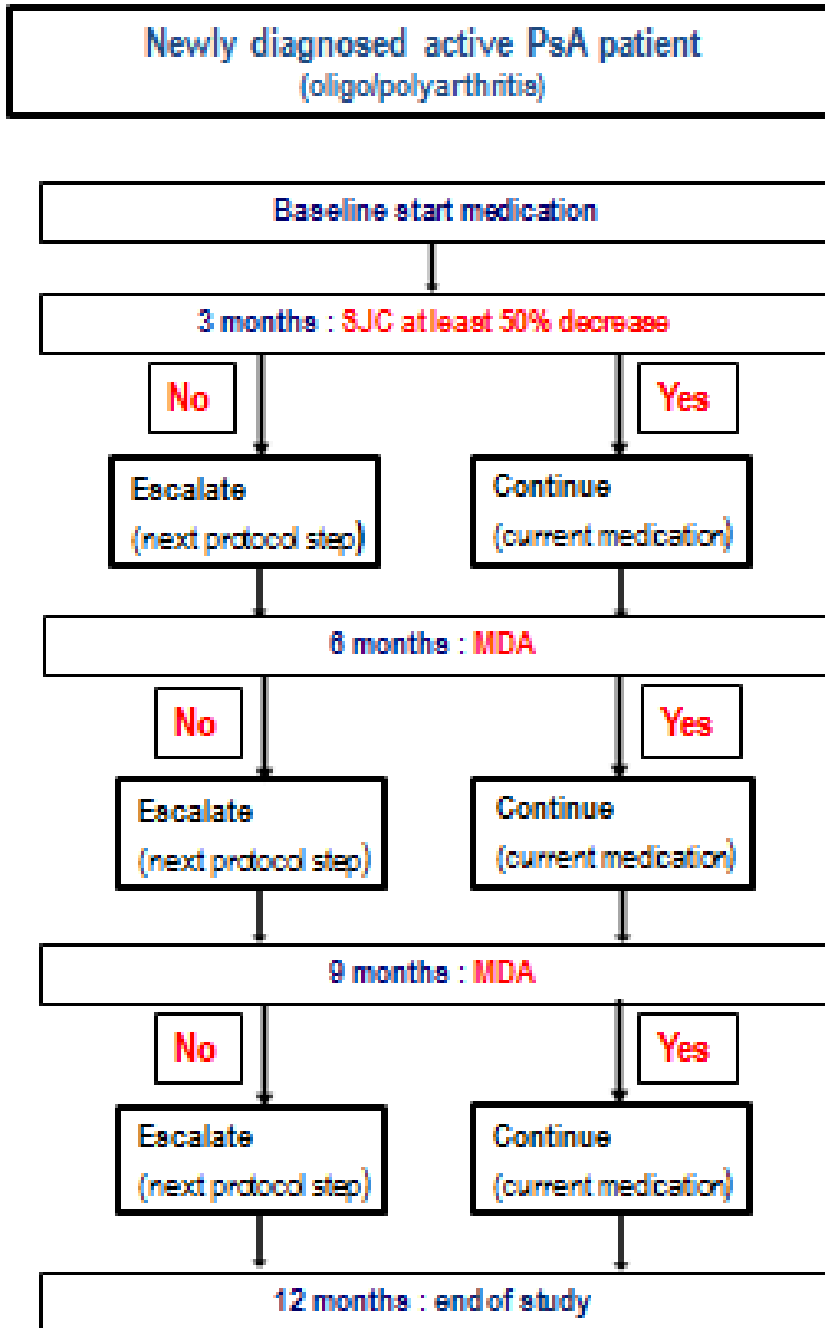 Newly diagnosed active PsA patient
(oligo/polyarthritis)
Baseline start medication
3 months : SJC at least 50% decrease
No
Yes
Escalate
(next protocol step)
Continue
(current medication)
6 months : MDA
No
Yes
Escalate
(next protocol step)
Continue
(current medication)
9 months : MDA
No
Yes
Escalate
(next protocol step)
Continue
(current medication)
12 months : end of study